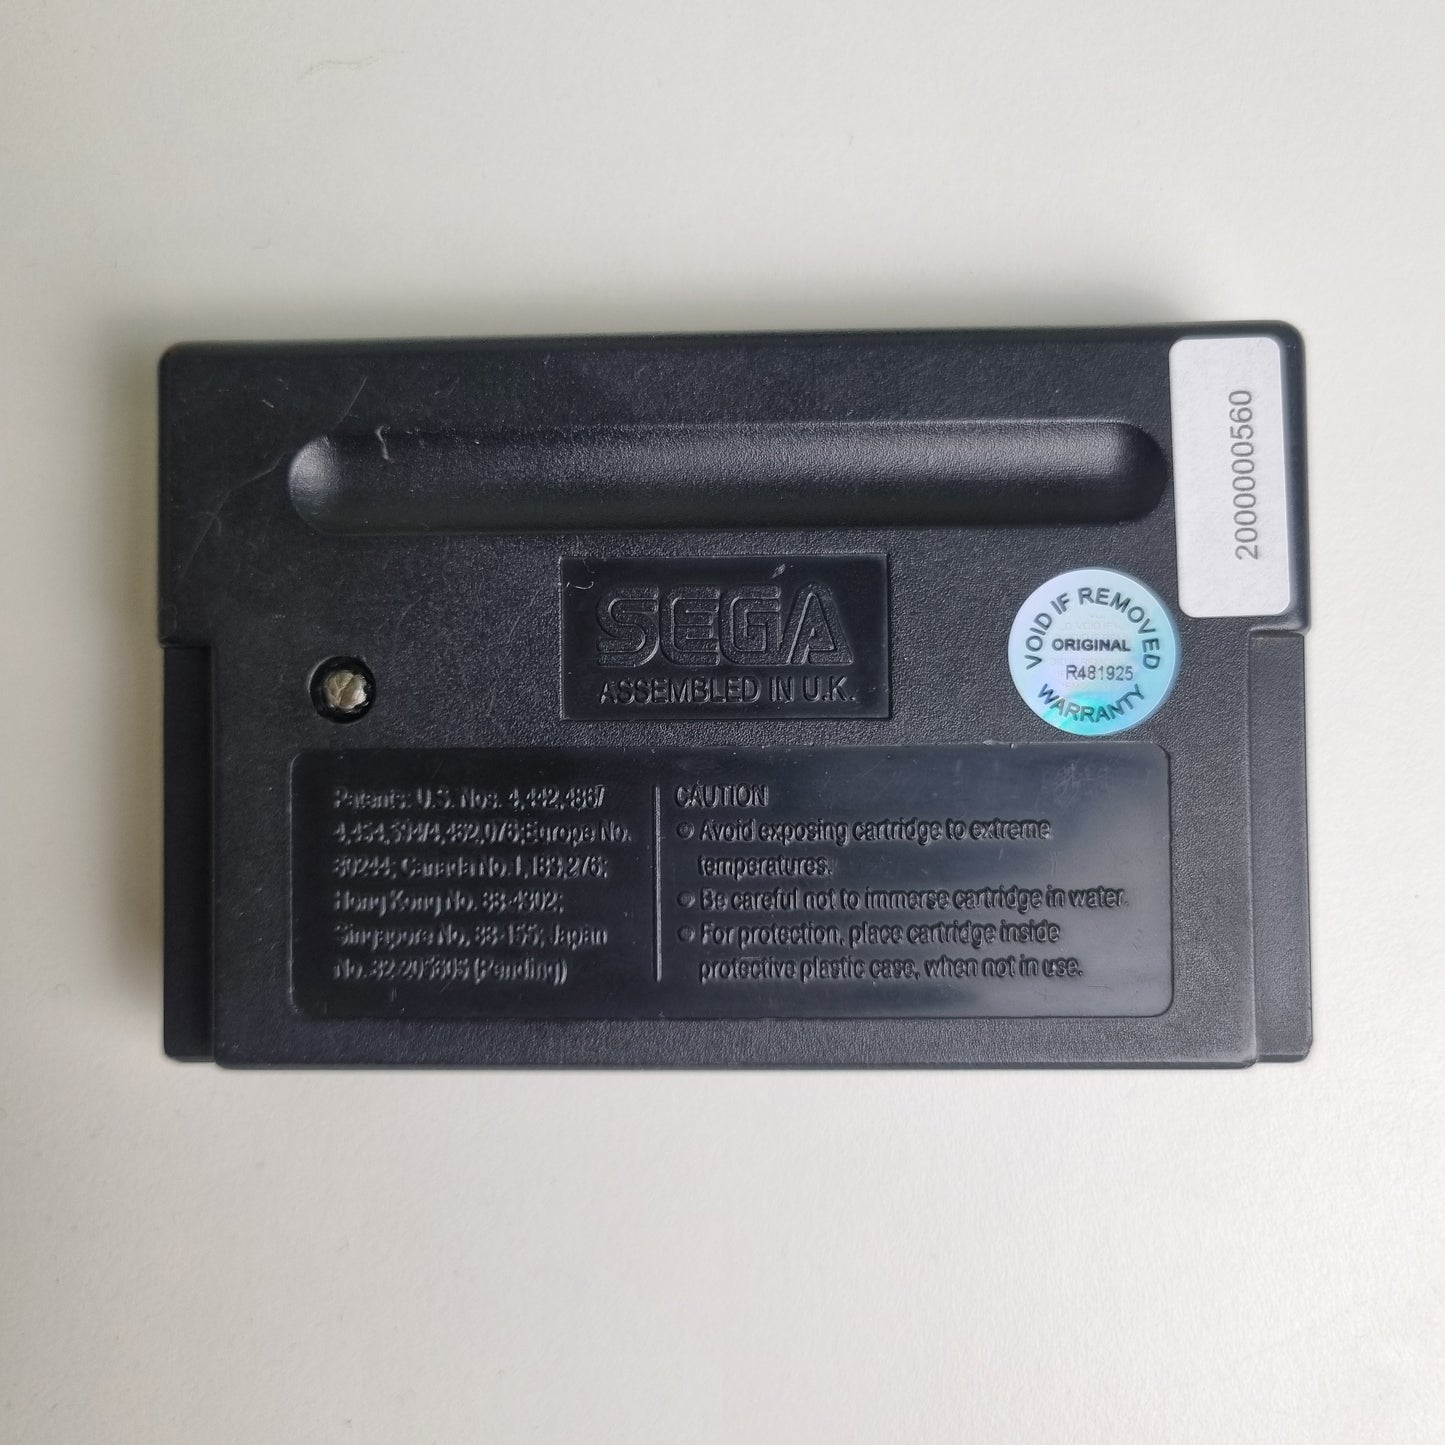 2000000560
SEGA
ASSEMBLED IN U.K.
VOID IF REMOVED
ORIGINAL
R481925
WARRANTY
Patents: U.S. Nos. 4,442,486/
4,454,594/4,462,076;Europe No.
80244; Canada No. 1,183,276;
Hong Kong No. 88-4302;
Singapore No. 88-155; Japan
No. 82-205605 (Pending)
CAUTION
● Avoid exposing cartridge to extreme
temperatures.
● Be careful not to immerse cartridge in water.
● For protection, place cartridge inside
protective plastic case, when not in use.